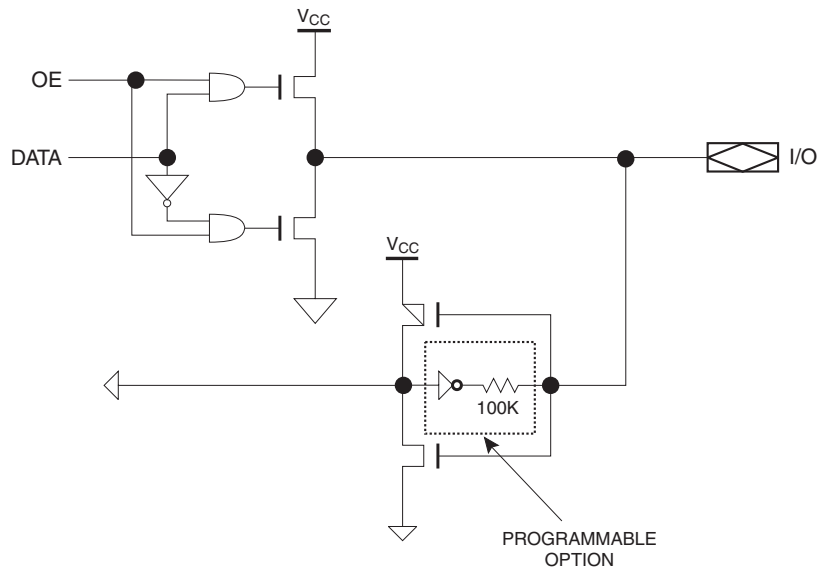 VCC
OE
DATA
I/O
VCC
100K
PROGRAMMABLE
OPTION